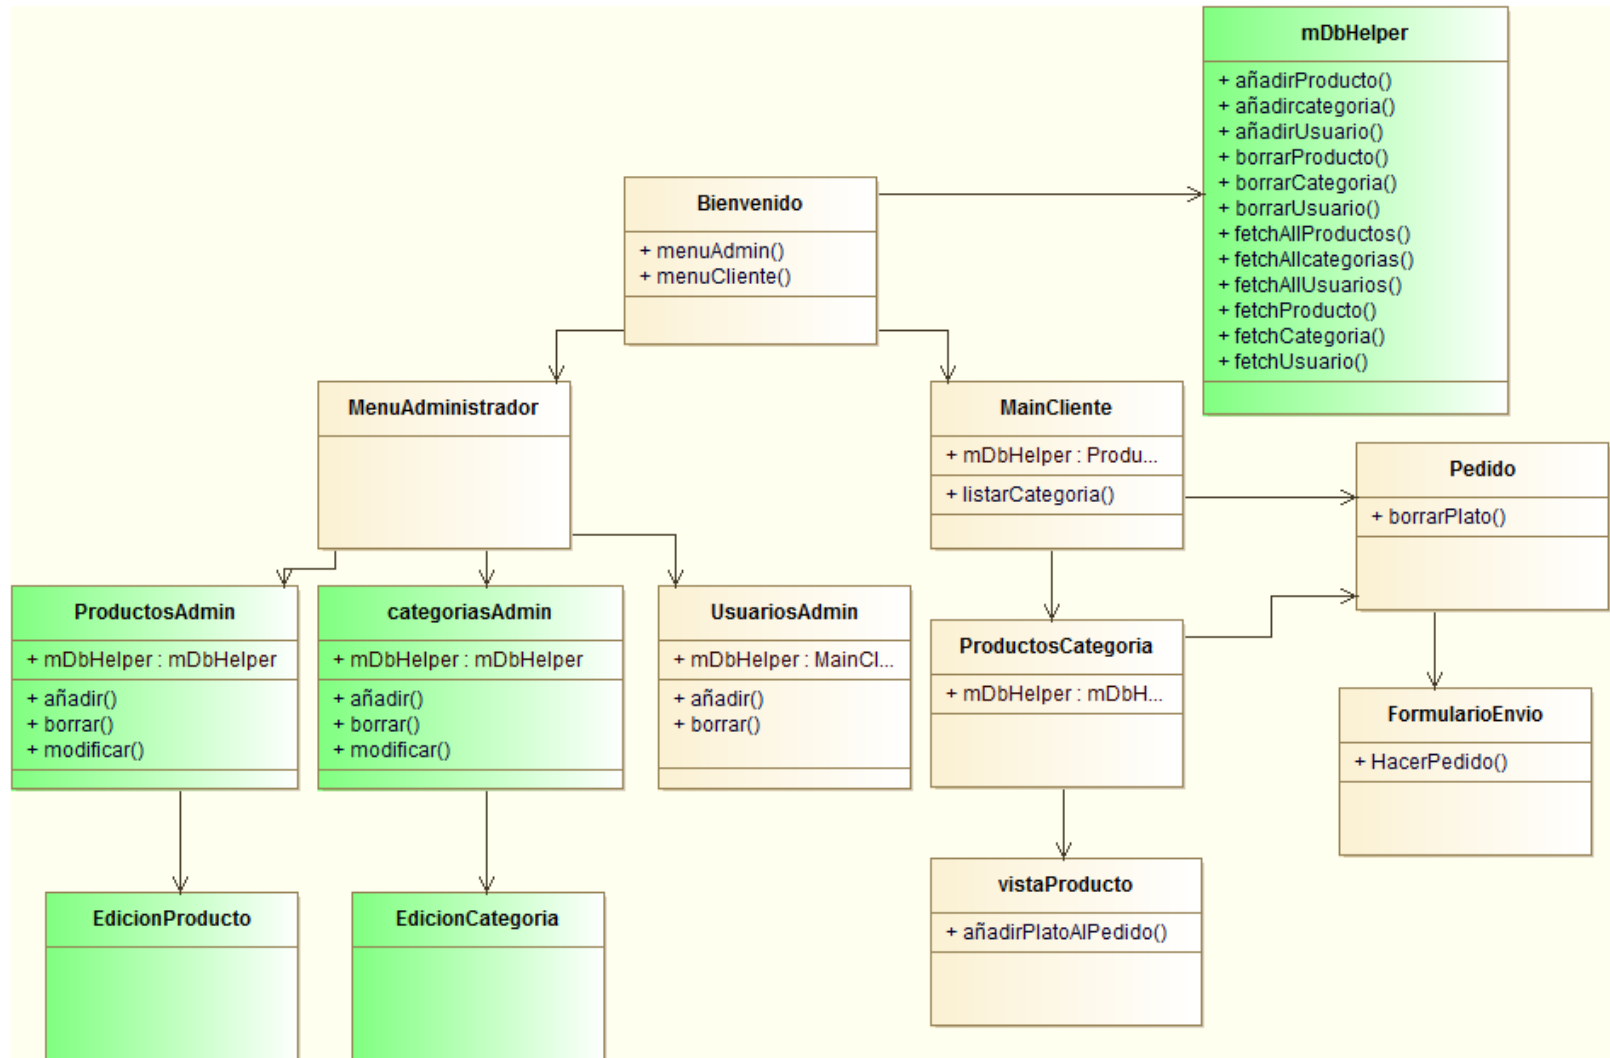 mDbHelper
+ añadirProducto()
+ añadircategoria()
+ añadirUsuario()
+ borrarProducto()
+ borrarCategoria()
+ borrarUsuario()
+ fetchAllProductos()
+ fetchAllcategorias()
+ fetchAllUsuarios()
+ fetchProducto()
+ fetchCategoria()
+ fetchUsuario()
Bienvenido
+ menuAdmin()
+ menuCliente()
MenuAdministrador
MainCliente
+ mDbHelper : Produ...
+ listarCategoria()
Pedido
+ borrarPlato()
ProductosAdmin
+ mDbHelper : mDbHelper
+ añadir()
+ borrar()
+ modificar()
categoriasAdmin
+ mDbHelper : mDbHelper
+ añadir()
+ borrar()
+ modificar()
UsuariosAdmin
+ mDbHelper : MainCl...
+ añadir()
+ borrar()
ProductosCategoria
+ mDbHelper : mDbH...
FormularioEnvio
+ HacerPedido()
EdicionProducto
EdicionCategoria
vistaProducto
+ añadirPlatoAlPedido()